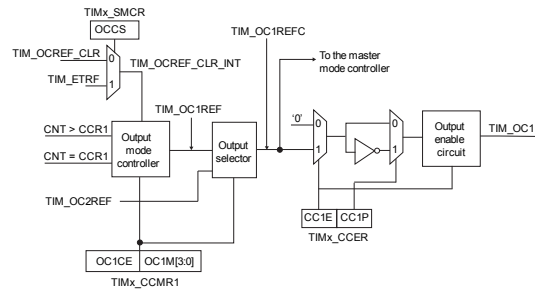 TIMx_SMCR
OCCS
TIM_OCREF_CLR
0
TIM_ETRF
1
TIM_OCREF_CLR_INT
TIM_OC1REFC
To the master
mode controller
TIM_OC1REF
CNT > CCR1
CNT = CCR1
Output
mode
controller
Output
selector
'0'
0
1
0
1
Output
enable
circuit
TIM_OC1
TIM_OC2REF
CC1E
CC1P
TIMx_CCER
OC1CE
OC1M[3:0]
TIMx_CCMR1